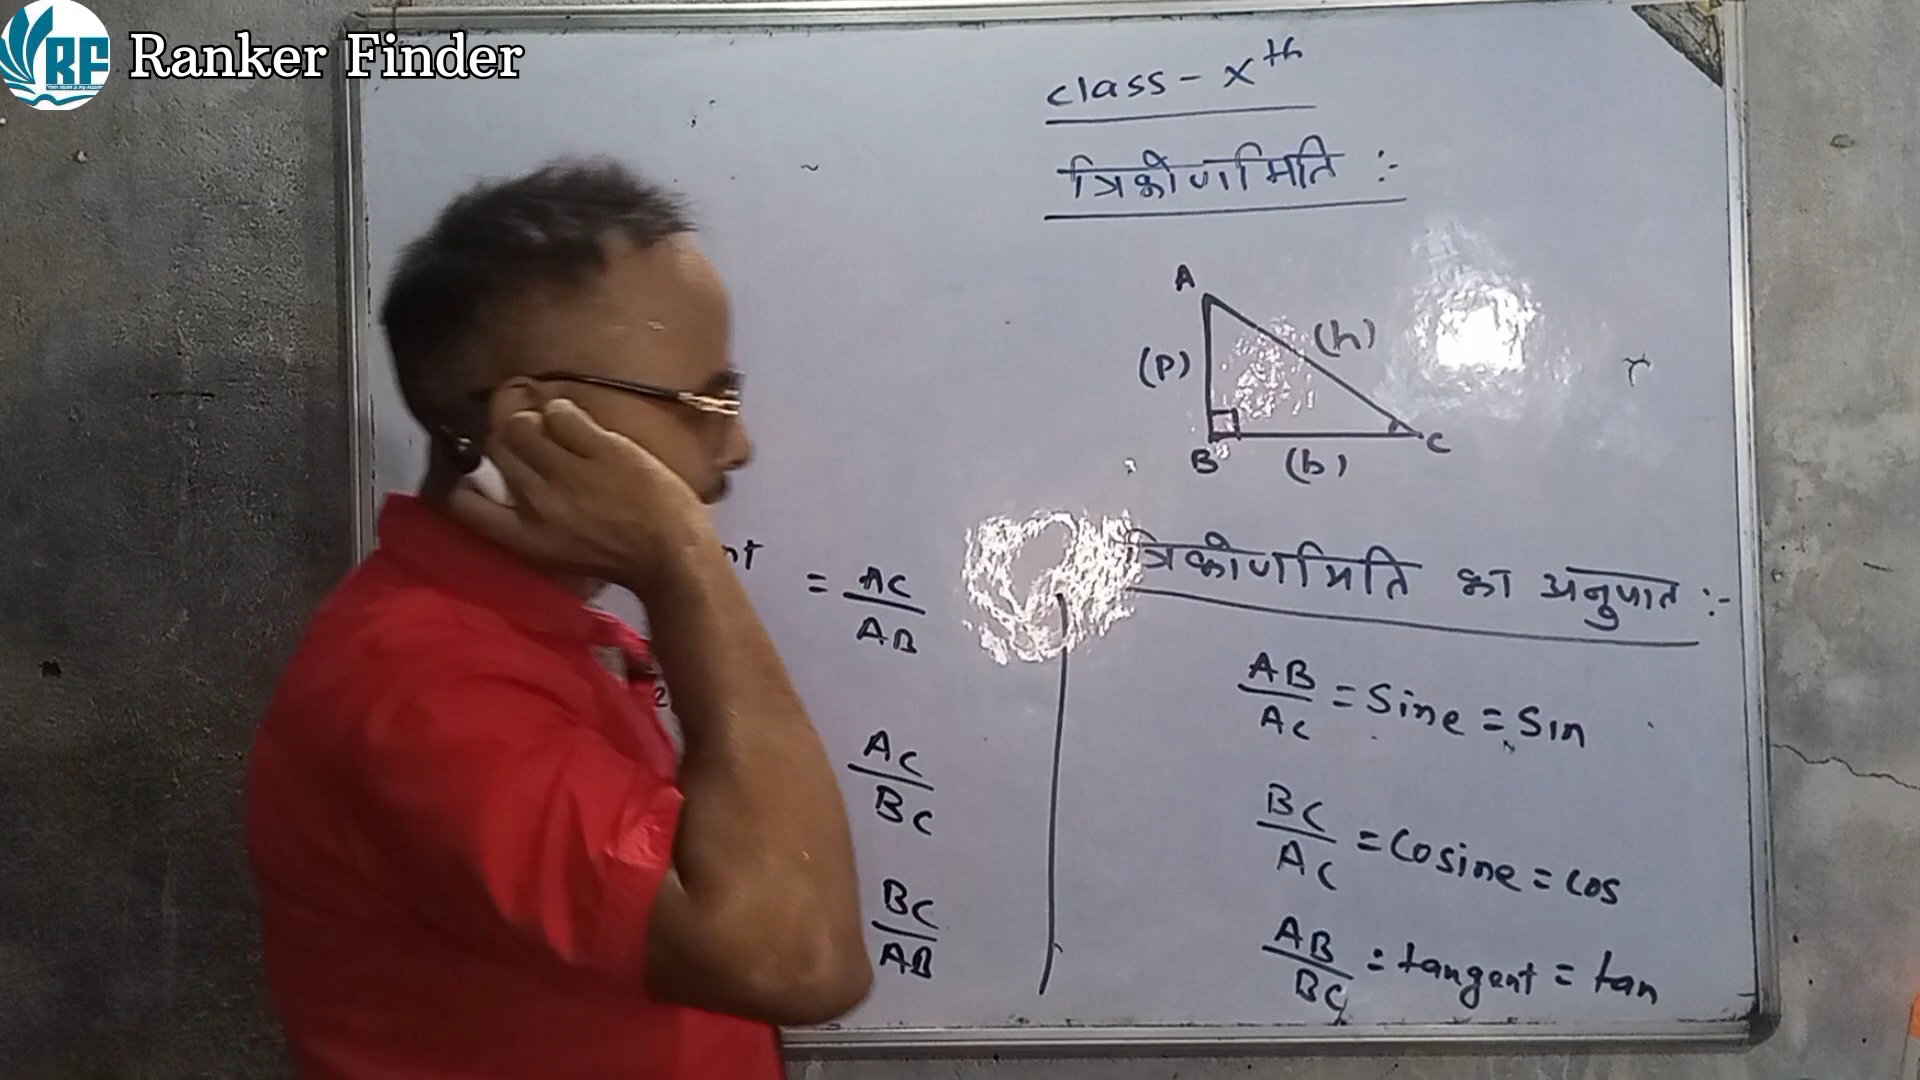 Ranker Finder
class - Xth
त्रिकोणमिति :-
A
(P)
(h)
B
(b)
C
त्रिकोणमिति का अनुपात :-
AB/AC = Sine = Sin
BC/AC = Cosine = Cos
AB/BC = tangent = tan
= AC/AB
AC/BC
BC/AB